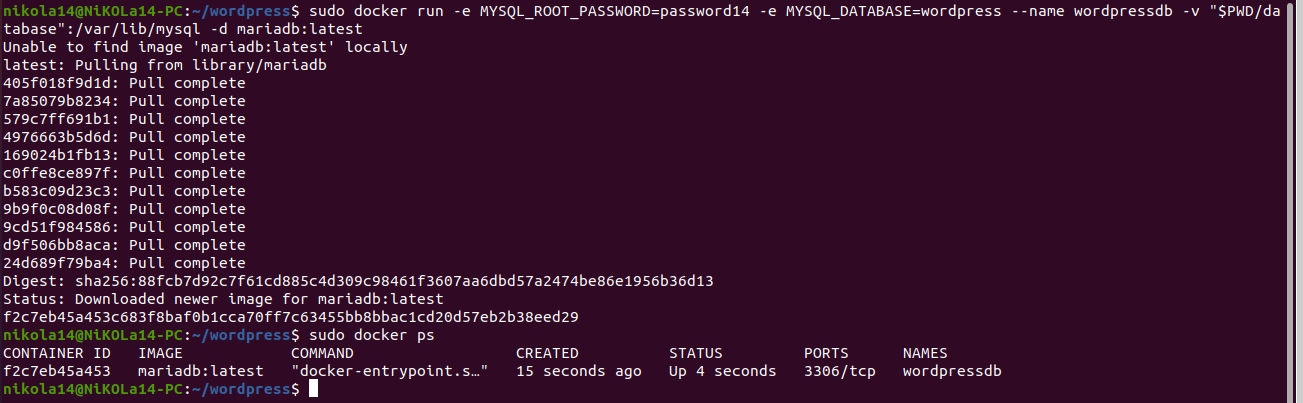 nikola14@NiKOLa14-PC:~/wordpress$ sudo docker run -e MYSQL_ROOT_PASSWORD=password14 -e MYSQL_DATABASE=wordpress --name wordpressdb -v "$PWD/da
tabase":/var/lib/mysql -d mariadb:latest
Unable to find image 'mariadb:latest' locally
latest: Pulling from library/mariadb
405f018f9d1d: Pull complete
7a85079b8234: Pull complete
579c7ff691b1: Pull complete
4976663b5d6d: Pull complete
169024b1fb13: Pull complete
c0ffe8ce897f: Pull complete
b583c09d23c3: Pull complete
9b9f0c08d08f: Pull complete
9cd51f984586: Pull complete
d9f506bb8aca: Pull complete
24d689f79ba4: Pull complete
Digest: sha256:88fcb7d92c7f61cd885c4d309c98461f3607aa6dbd57a2474be86e1956b36d13
Status: Downloaded newer image for mariadb:latest
f2c7eb45a453c683f8baf0b1cca70ff7c63455bb8bbac1cd20d57eb2b38eed29
nikola14@NiKOLa14-PC:~/wordpress$ sudo docker ps
CONTAINER ID   IMAGE            COMMAND                  CREATED          STATUS         PORTS      NAMES
f2c7eb45a453   mariadb:latest   "docker-entrypoint.s…"   15 seconds ago   Up 4 seconds   3306/tcp   wordpressdb
nikola14@NiKOLa14-PC:~/wordpress$